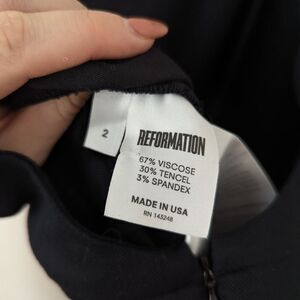 2
REFORMATION
67% VISCOSE
30% TENCEL
3% SPANDEX
MADE IN USA
RN 143248